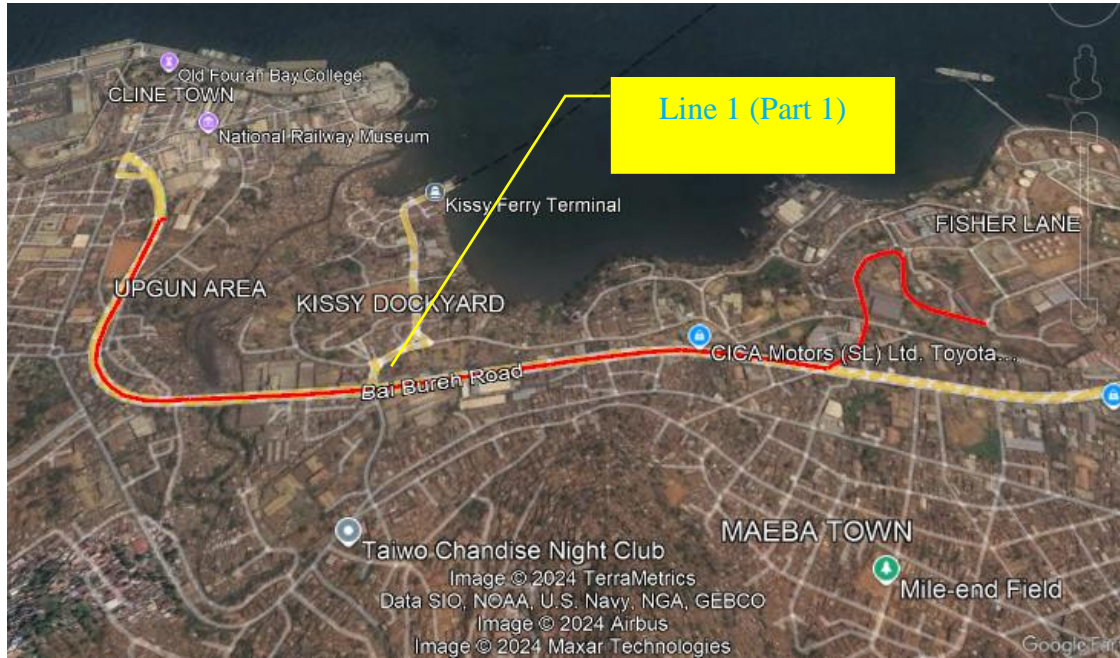 Old Fourah Bay College
CLINE TOWN
National Railway Museum
Line 1 (Part 1)
Kissy Ferry Terminal
FISHER LANE
UPGUN AREA
KISSY DOCKYARD
CICA Motors (SL) Ltd. Toyota...
Bai Bureh Road
MAEBA TOWN
Taiwo Chandise Night Club
Mile-end Field
Image © 2024 TerraMetrics
Data SIO, NOAA, U.S. Navy, NGA, GEBCO
Image © 2024 Airbus
Image © 2024 Maxar Technologies
Google Ear